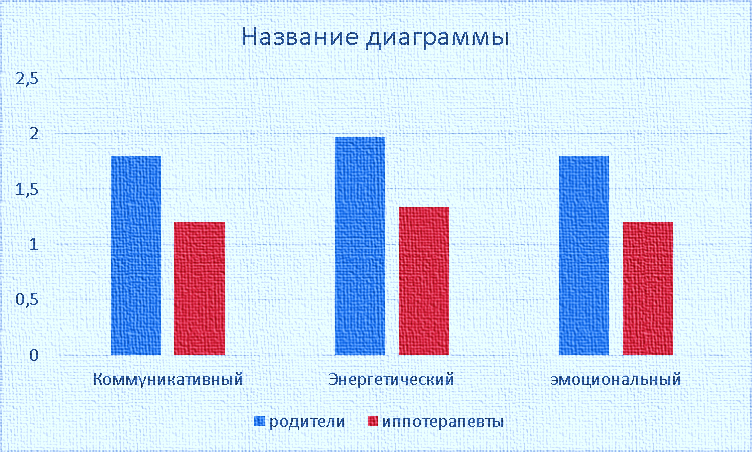 Название диаграммы
2,5
2
1,5
1
0,5
0
Коммуникативный Энергетический эмоциональный
родители иппотерапевты